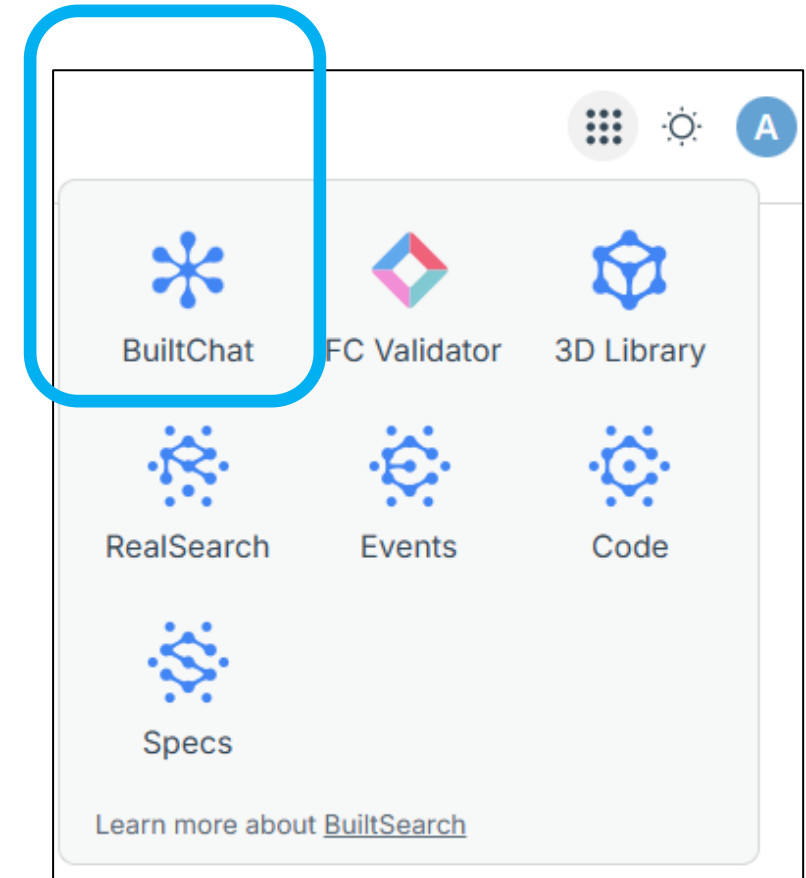 A
BuiltChat FC Validator 3D Library
RealSearch Events Code
Specs
Learn more about BuiltSearch